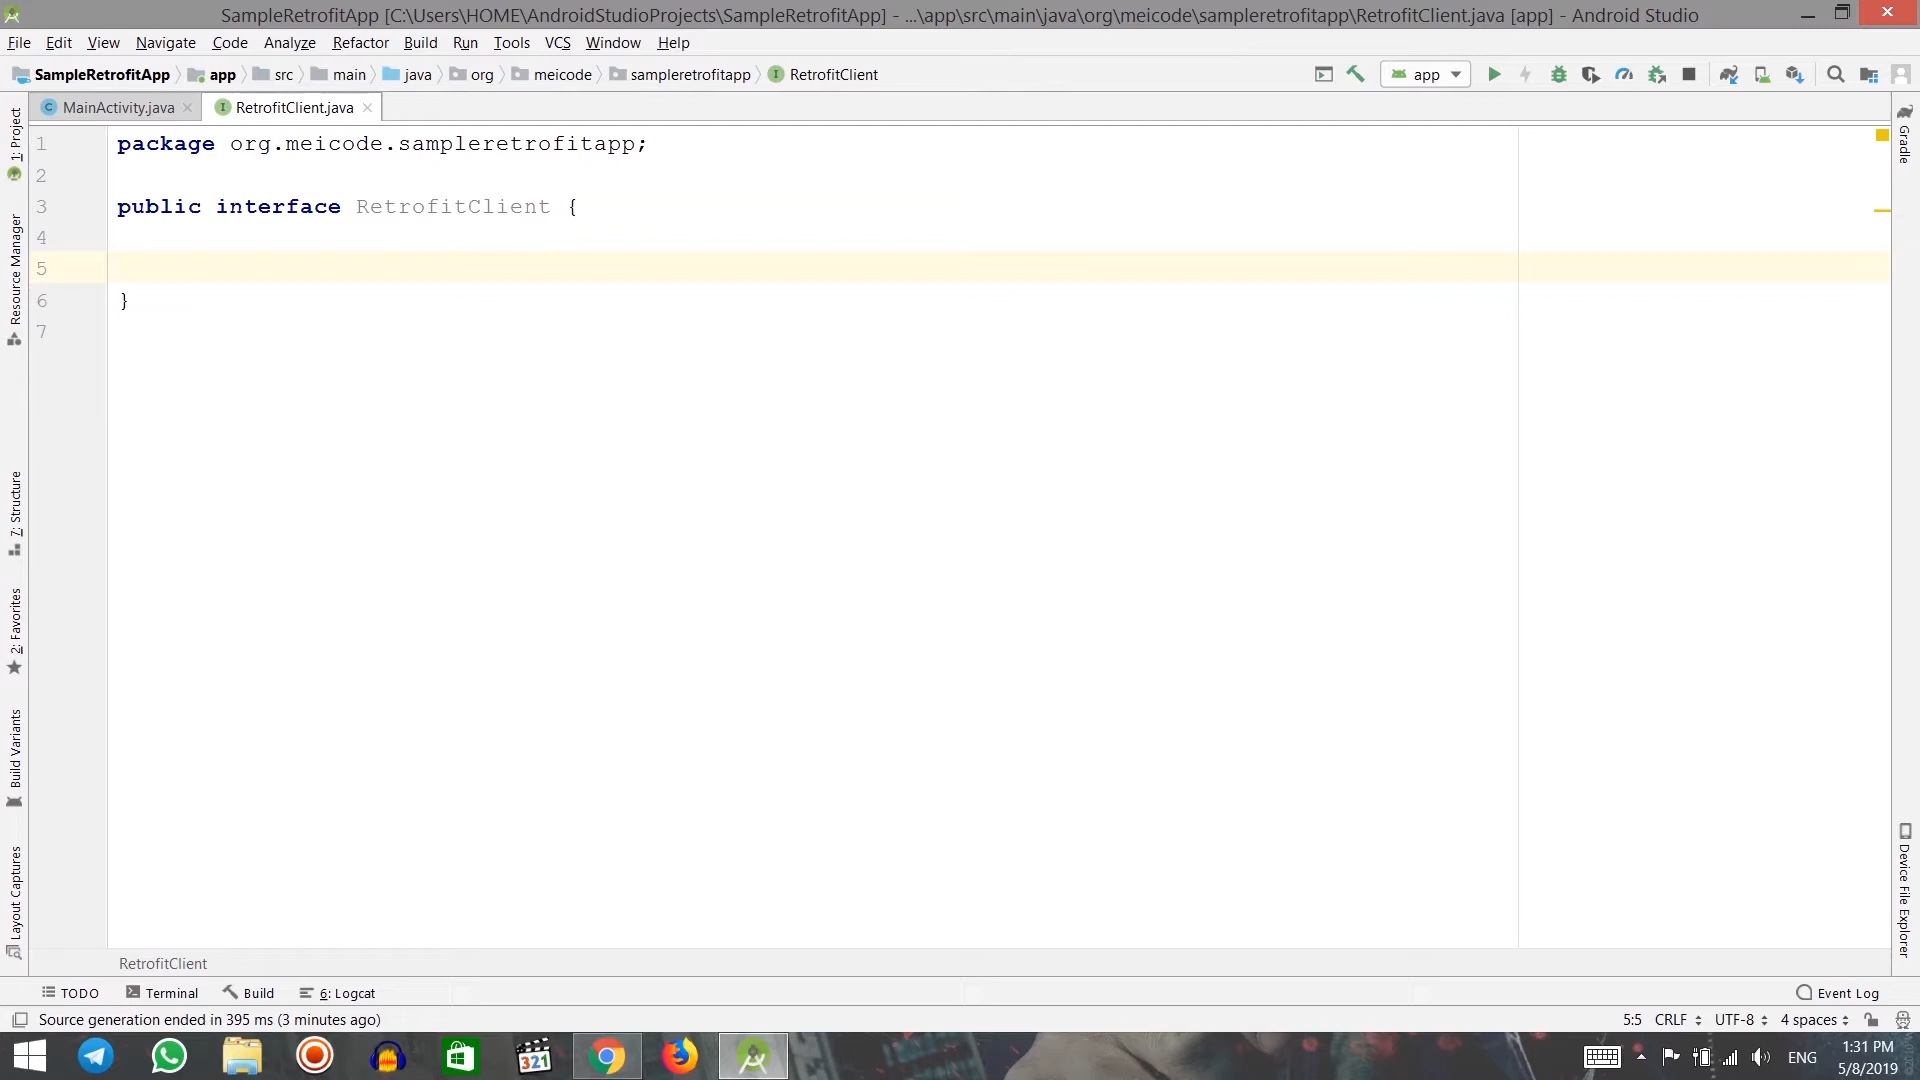 SampleRetrofitApp [C:\Users\HOME\AndroidStudioProjects\SampleRetrofitApp] - ...\app\src\main\java\org\meicode\sampleretrofitapp\RetrofitClient.java [app] - Android Studio
File Edit View Navigate Code Analyze Refactor Build Run Tools VCS Window Help
SampleRetrofitApp app src main java org meicode sampleretrofitapp I RetrofitClient app
C MainActivity.java I RetrofitClient.java
1 package org.meicode.sampleretrofitapp;
2
3 public interface RetrofitClient {
4
5
6 }
7
1: Project
Resource Manager
7: Structure
2: Favorites
Build Variants
Layout Captures
Gradle
Device File Explorer
RetrofitClient
TODO Terminal Build 6: Logcat Event Log
Source generation ended in 395 ms (3 minutes ago) 5:5 CRLF UTF-8 4 spaces
321
ENG
1:31 PM
5/8/2019